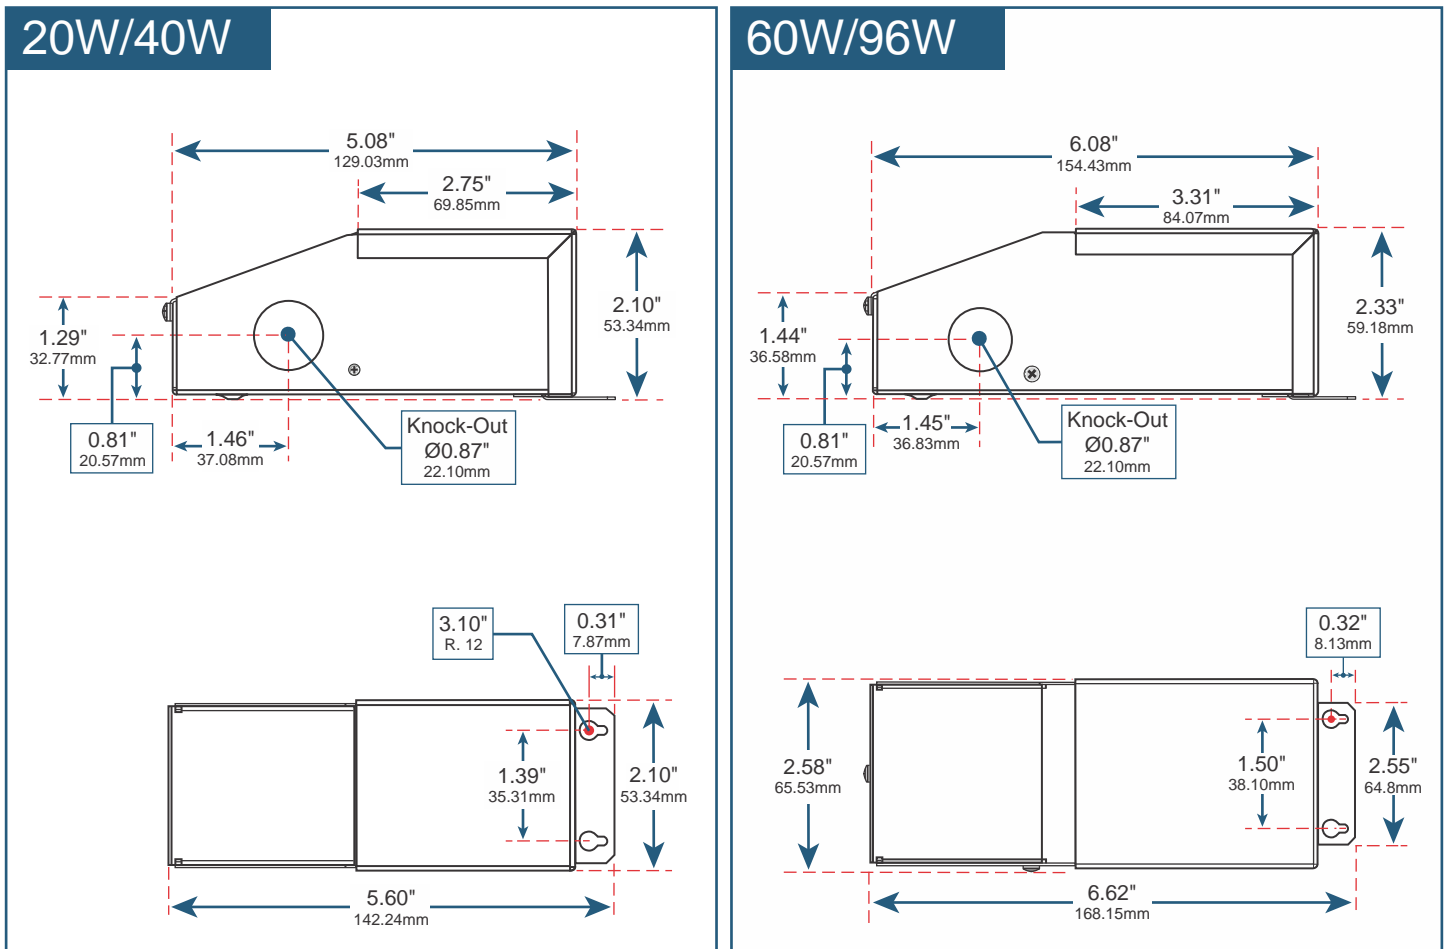 20W/40W
5.08"
129.03mm
2.75"
69.85mm
2.10"
53.34mm
1.29"
32.77mm
0.81"
20.57mm
1.46"
37.08mm
Knock-Out
Ø0.87"
22.10mm
3.10"
R. 12
0.31"
7.87mm
1.39"
35.31mm
2.10"
53.34mm
5.60"
142.24mm
60W/96W
6.08"
154.43mm
3.31"
84.07mm
2.33"
59.18mm
1.44"
36.58mm
0.81"
20.57mm
1.45"
36.83mm
Knock-Out
Ø0.87"
22.10mm
0.32"
8.13mm
2.58"
65.53mm
1.50"
38.10mm
2.55"
64.8mm
6.62"
168.15mm